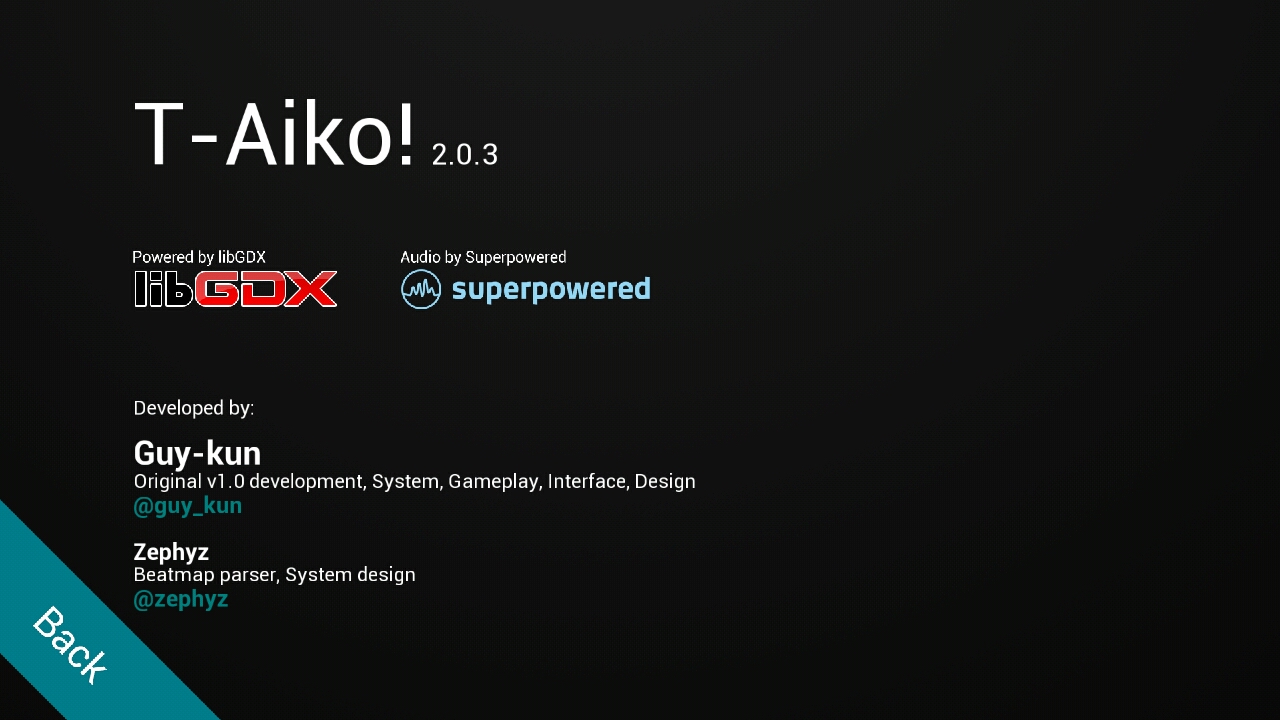 T-Aiko! 2.0.3
Powered by libGDX
libGDX
Audio by Superpowered
superpowered
Developed by:
Guy-kun
Original v1.0 development, System, Gameplay, Interface, Design
@guy_kun
Zephyz
Beatmap parser, System design
@zephyz
Back